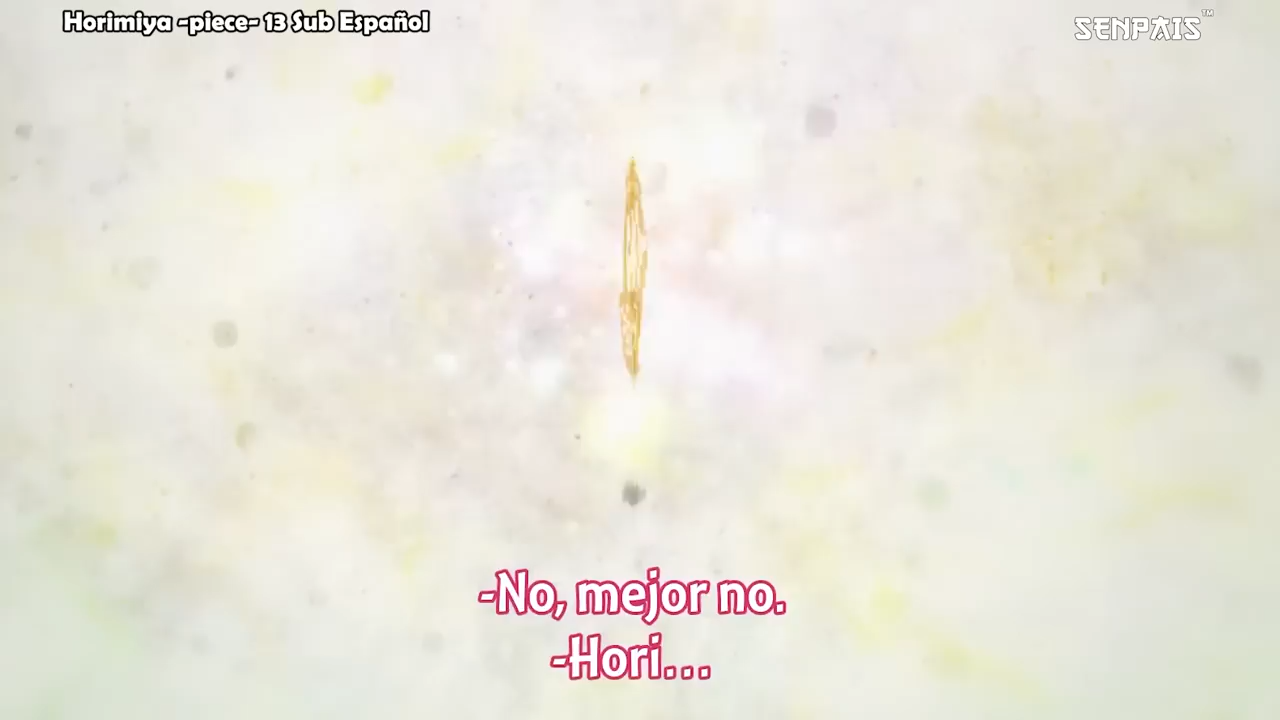 Horimiya -piece- 13 Sub Español
SENPAIS™
-No, mejor no.
-Hori...